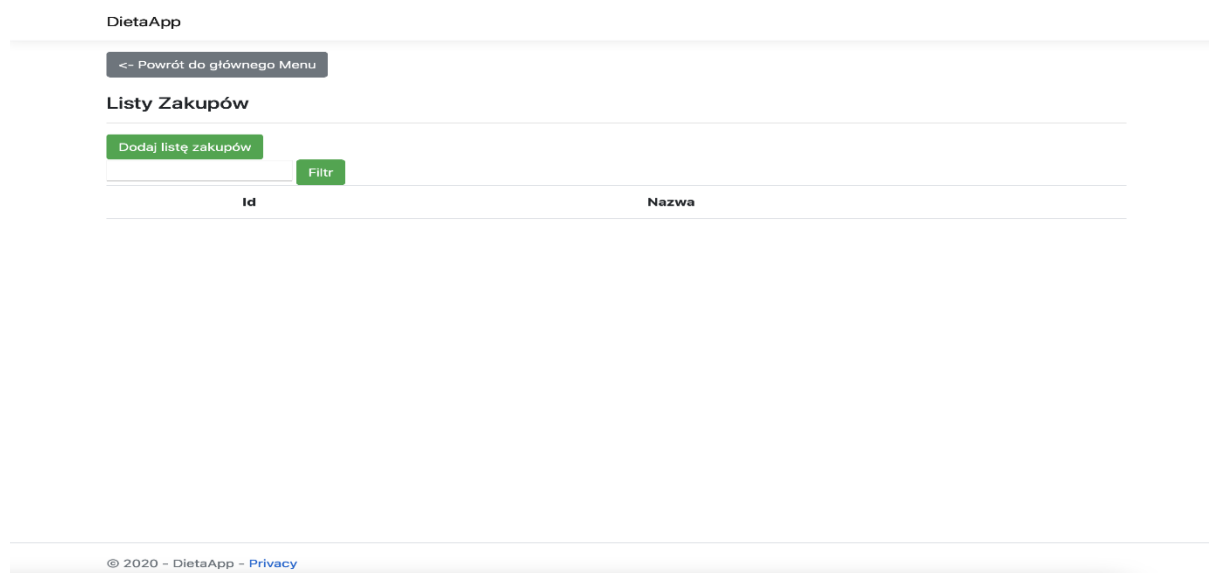 DietaApp
<- Powrót do głównego Menu
Listy Zakupów
Dodaj listę zakupów
Filtr
Id Nazwa
© 2020 - DietaApp - Privacy